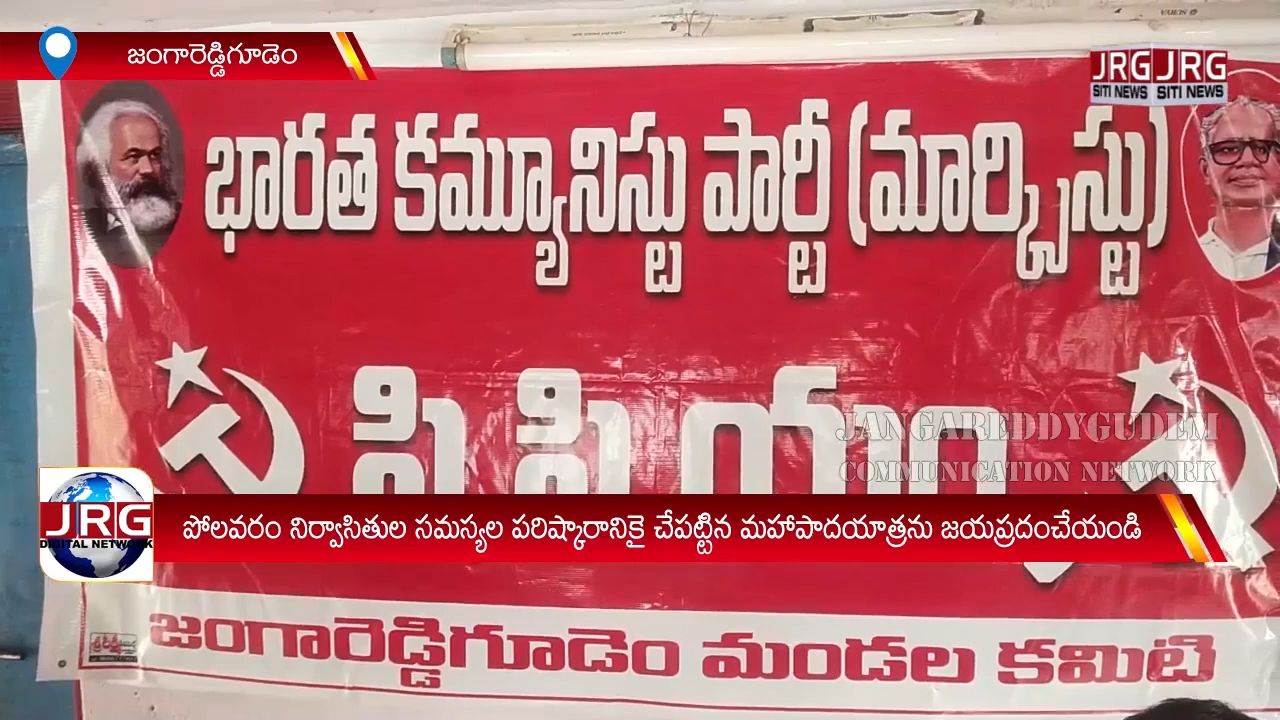 జంగారెడ్డిగూడెం
JRG JRG
SITI NEWS SITI NEWS
భారత కమ్యూనిస్టు పార్టీ (మార్క్సిస్టు)
సిపియం
JANGAREDDYGUDEM
COMMUNICATION NETWORK
JRG
DIGITAL NETWORK
పోలవరం నిర్వాసితుల సమస్యల పరిష్కారానికై చేపట్టిన మహాపాదయాత్రను జయప్రదంచేయండి
జంగారెడ్డిగూడెం మండల కమిటి